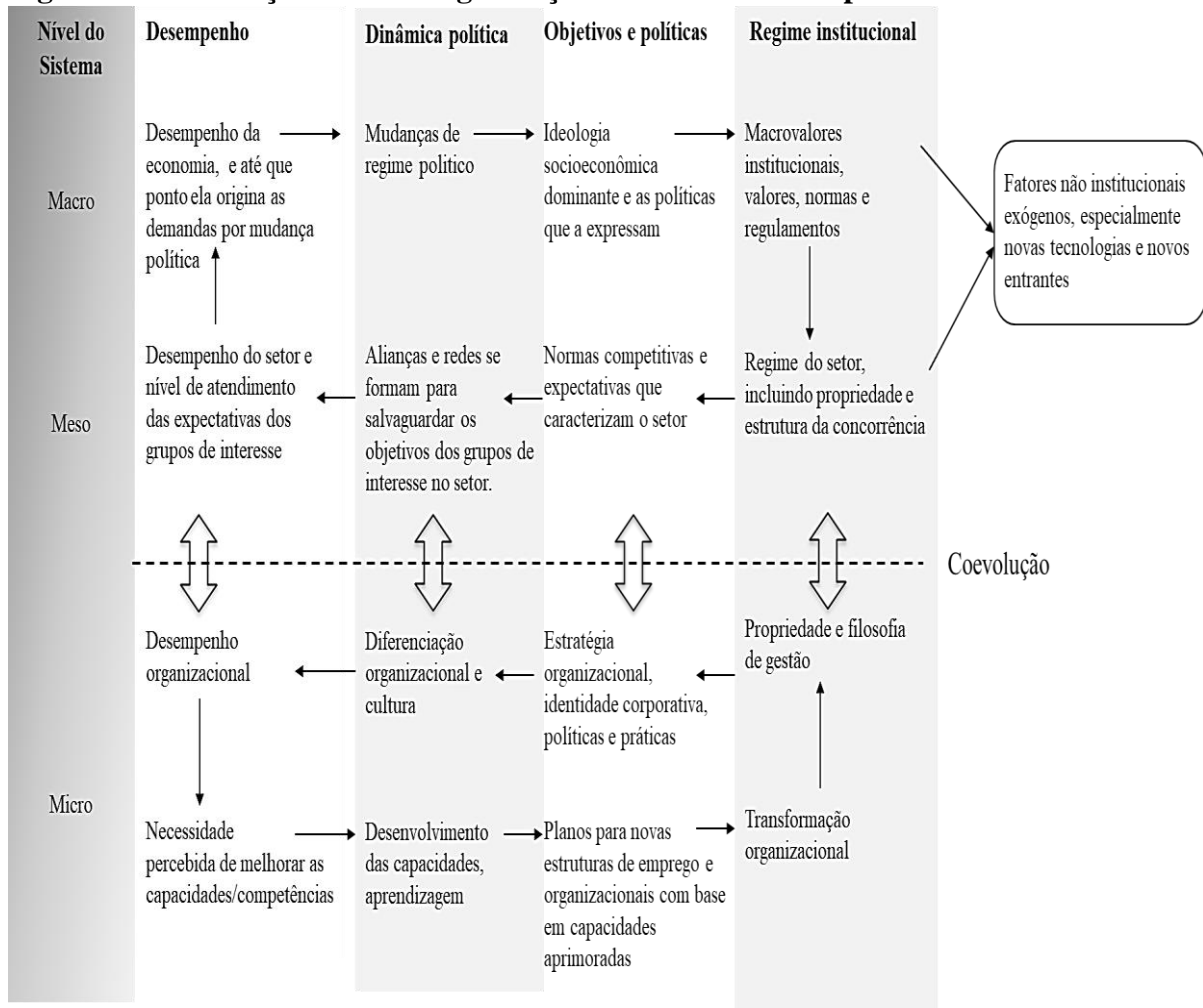 Nível do
Sistema
Desempenho
Dinâmica política
Objetivos e políticas
Regime institucional
Macro
Desempenho da
economia, e até que
ponto ela origina as
demandas por mudança
política
Mudanças de
regime politico
Ideologia
socioeconômica
dominante e as políticas
que a expressam
Macrovalores
institucionais,
valores, normas e
regulamentos
Fatores não institucionais
exógenos, especialmente
novas tecnologias e novos
entrantes
Meso
Desempenho do setor e
nível de atendimento
das expectativas dos
grupos de interesse
Alianças e redes se
formam para
salvaguardar os
objetivos dos grupos de
interesse no setor.
Normas competitivas e
expectativas que
caracterizam o setor
Regime do setor,
incluindo propriedade e
estrutura da concorrência
Coevolução
Micro
Desempenho
organizacional
Diferenciação
organizacional e
cultura
Estratégia
organizacional,
identidade corporativa,
políticas e práticas
Propriedade e filosofia
de gestão
Necessidade
percebida de melhorar as
capacidades/competências
Desenvolvimento
das capacidades,
aprendizagem
Planos para novas
estruturas de emprego e
organizacionais com base
em capacidades
aprimoradas
Transformação
organizacional